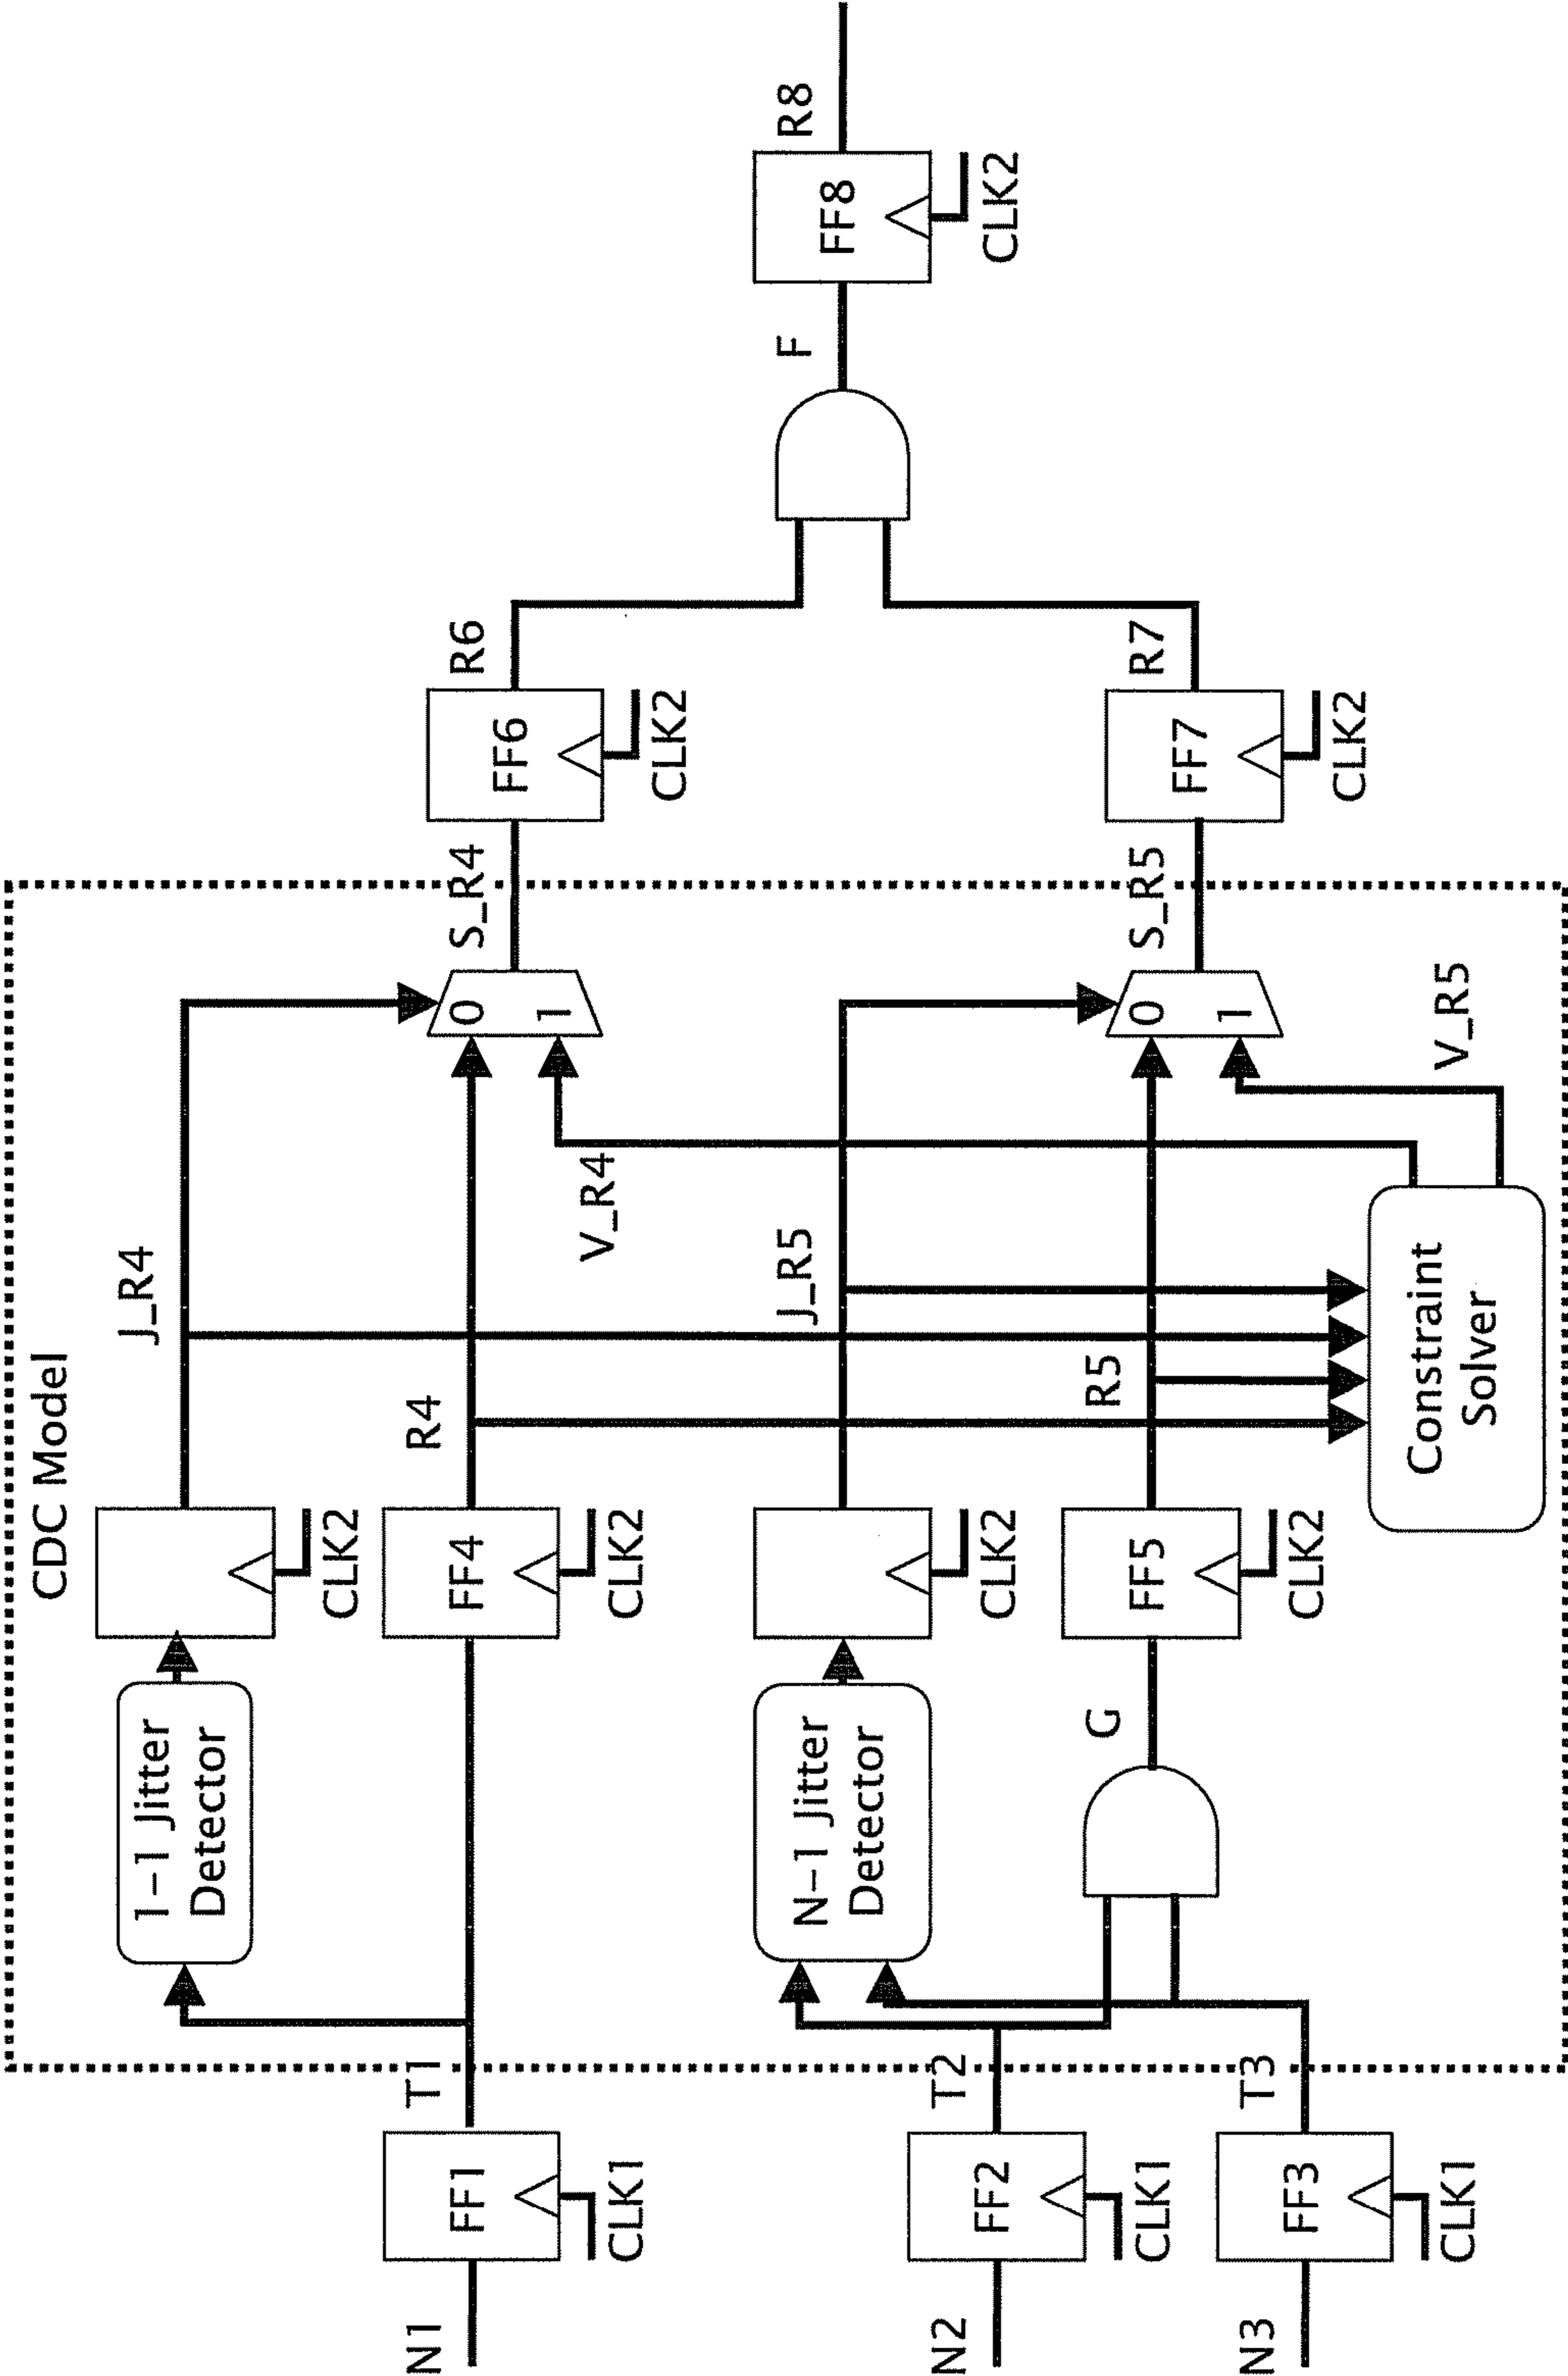 CDC Model
N1
FF1
CLK1
T1
1-1 Jitter
Detector
CLK2
J_R4
FF4
CLK2
R4
V_R4
0
1
S_R4
FF6
CLK2
R6
N2
FF2
CLK1
T2
N-1 Jitter
Detector
CLK2
J_R5
N3
FF3
CLK1
T3
G
FF5
CLK2
R5
Constraint
Solver
V_R5
0
1
S_R5
FF7
CLK2
R7
F
FF8
CLK2
R8